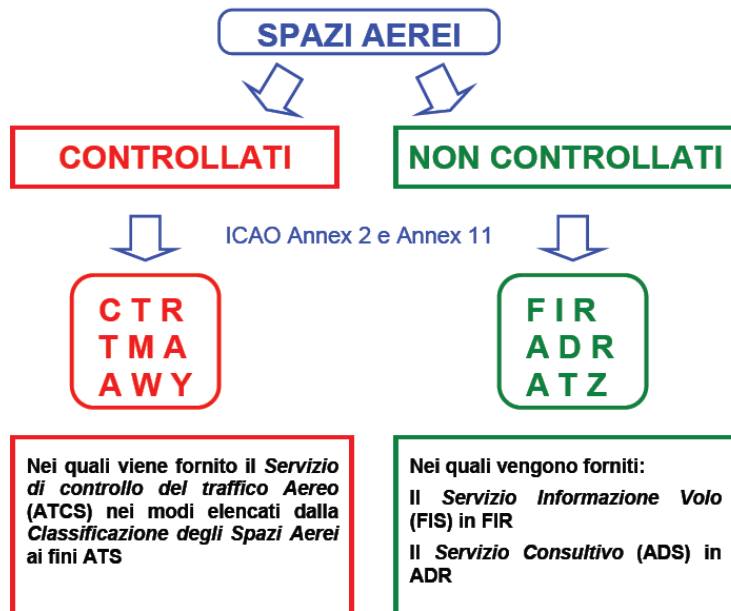 SPAZI AEREI
CONTROLLATI
NON CONTROLLATI
ICAO Annex 2 e Annex 11
C T R
T M A
A W Y
F I R
A D R
A T Z
Nei quali viene fornito il Servizio
di controllo del traffico Aereo
(ATCS) nei modi elencati dalla
Classificazione degli Spazi Aerei
ai fini ATS
Nei quali vengono forniti:
Il Servizio Informazione Volo
(FIS) in FIR
Il Servizio Consultivo (ADS) in
ADR